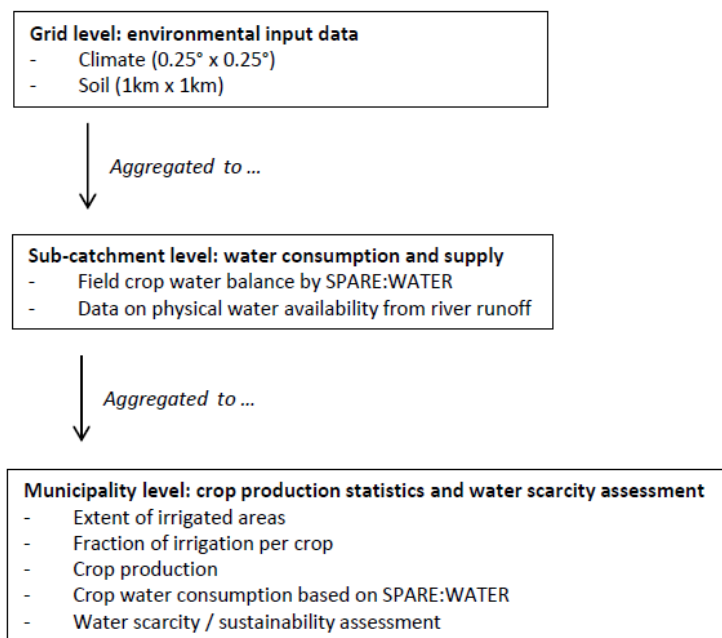 Grid level: environmental input data
- Climate (0.25° x 0.25°)
- Soil (1km x 1km)
Aggregated to ...
Sub-catchment level: water consumption and supply
- Field crop water balance by SPARE:WATER
- Data on physical water availability from river runoff
Aggregated to ...
Municipality level: crop production statistics and water scarcity assessment
- Extent of irrigated areas
- Fraction of irrigation per crop
- Crop production
- Crop water consumption based on SPARE:WATER
- Water scarcity / sustainability assessment